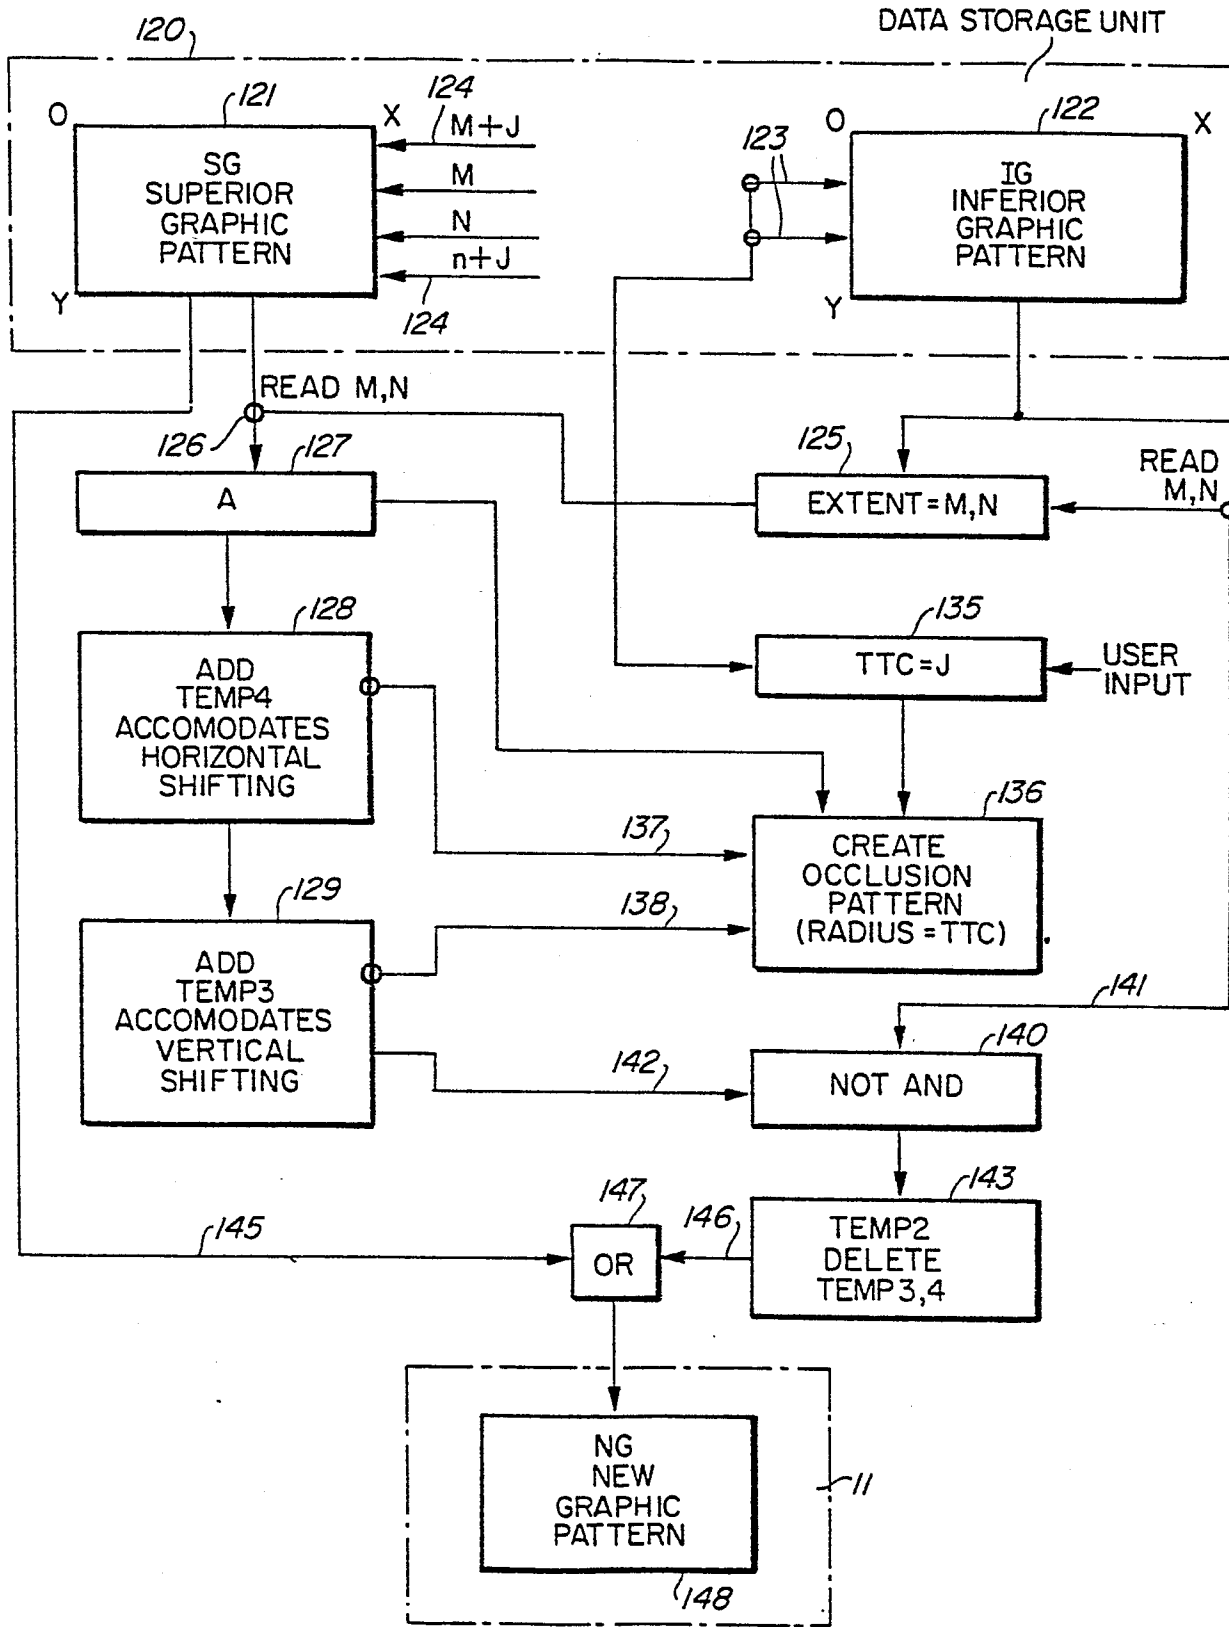 DATA STORAGE UNIT
120
121
O
X
SG
SUPERIOR
GRAPHIC
PATTERN
Y
124
M+J
M
N
n+J
124
123
122
O
X
IG
INFERIOR
GRAPHIC
PATTERN
Y
READ M,N
126
127
A
125
EXTENT=M,N
READ
M,N
128
ADD
TEMP4
ACCOMODATES
HORIZONTAL
SHIFTING
135
TTC=J
USER
INPUT
137
136
CREATE
OCCLUSION
PATTERN
(RADIUS=TTC)
129
ADD
TEMP3
ACCOMODATES
VERTICAL
SHIFTING
138
141
142
140
NOT AND
143
TEMP2
DELETE
TEMP3,4
145
147
OR
146
NG
NEW
GRAPHIC
PATTERN
148
11